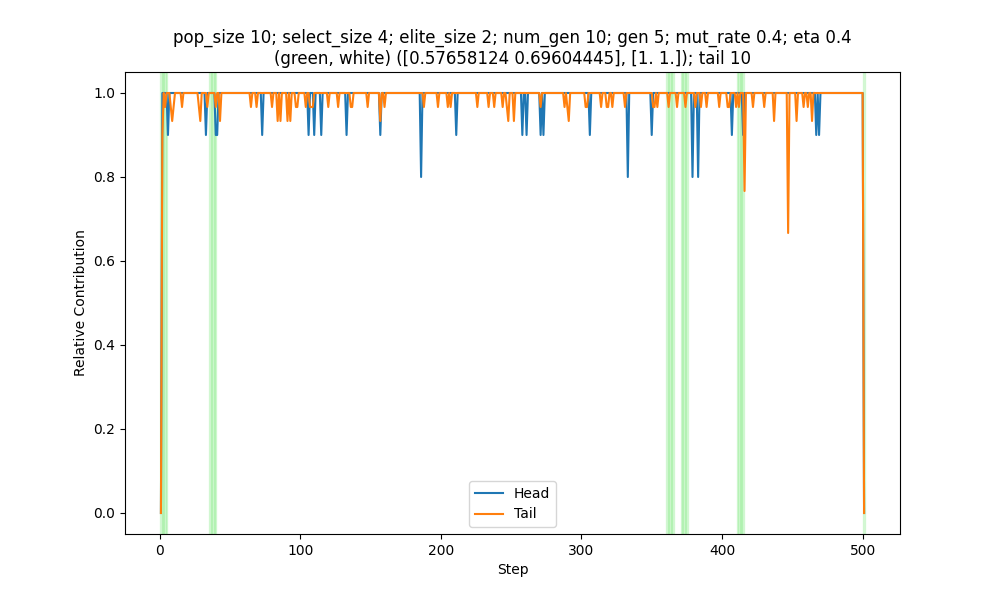 pop_size 10; select_size 4; elite_size 2; num_gen 10; gen 5; mut_rate 0.4; eta 0.4
(green, white) ([0.57658124 0.69604445], [1. 1.]); tail 10
1.0
0.8
0.6
0.4
0.2
0.0
Relative Contribution
Head
Tail
0
100
200
300
400
500
Step